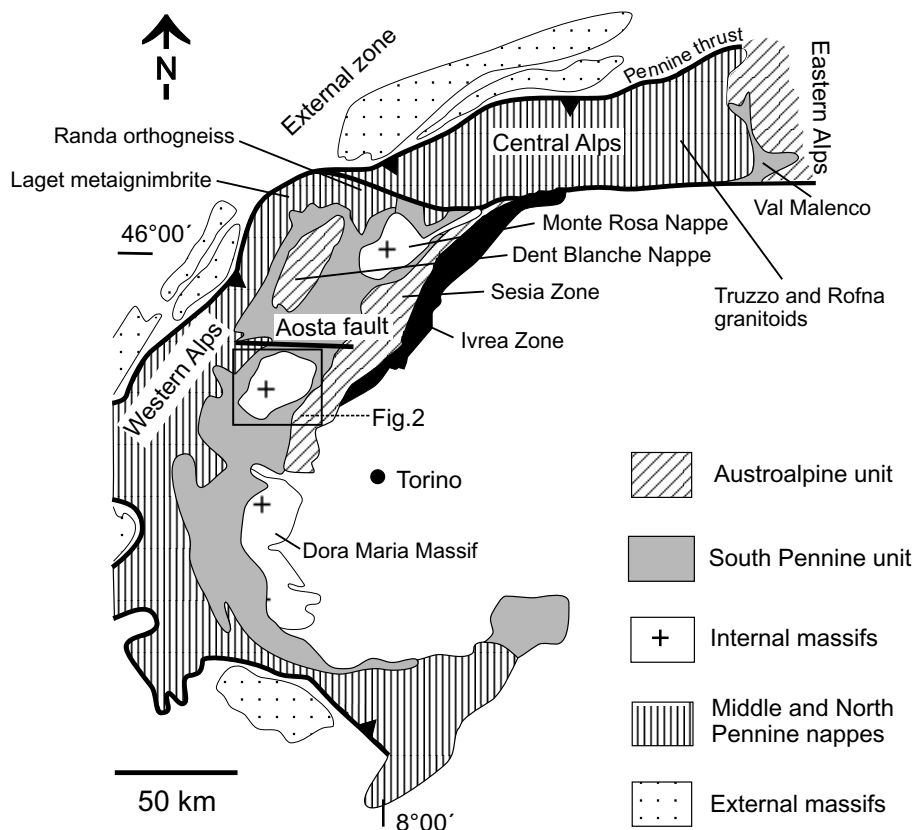 N
External zone
Pennine thrust
Eastern Alps
Randa orthogneiss
Central Alps
Laget metaignimbrite
Val Malenco
46°00´
Monte Rosa Nappe
Dent Blanche Nappe
Sesia Zone
Truzzo and Rofna
granitoids
Aosta fault
Ivrea Zone
Western Alps
Fig.2
Torino
Dora Maria Massif
Austroalpine unit
South Pennine unit
Internal massifs
Middle and North
Pennine nappes
External massifs
50 km
8°00´